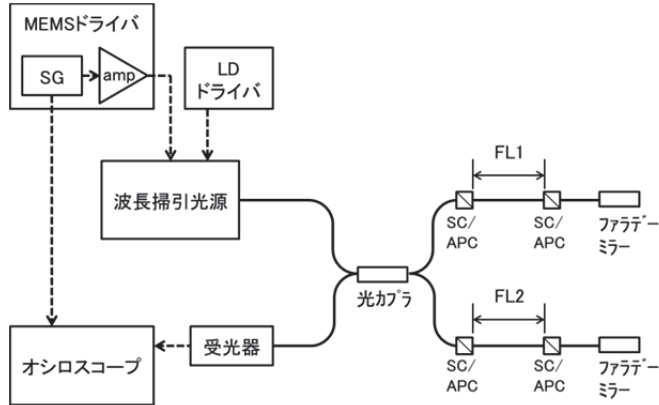 MEMSドライバ
SG
amp
LD
ドライバ
波長掃引光源
FL1
SC/
APC
SC/
APC
ファラデー
ミラー
光カプラ
FL2
オシロスコープ
受光器
SC/
APC
SC/
APC
ファラデー
ミラー